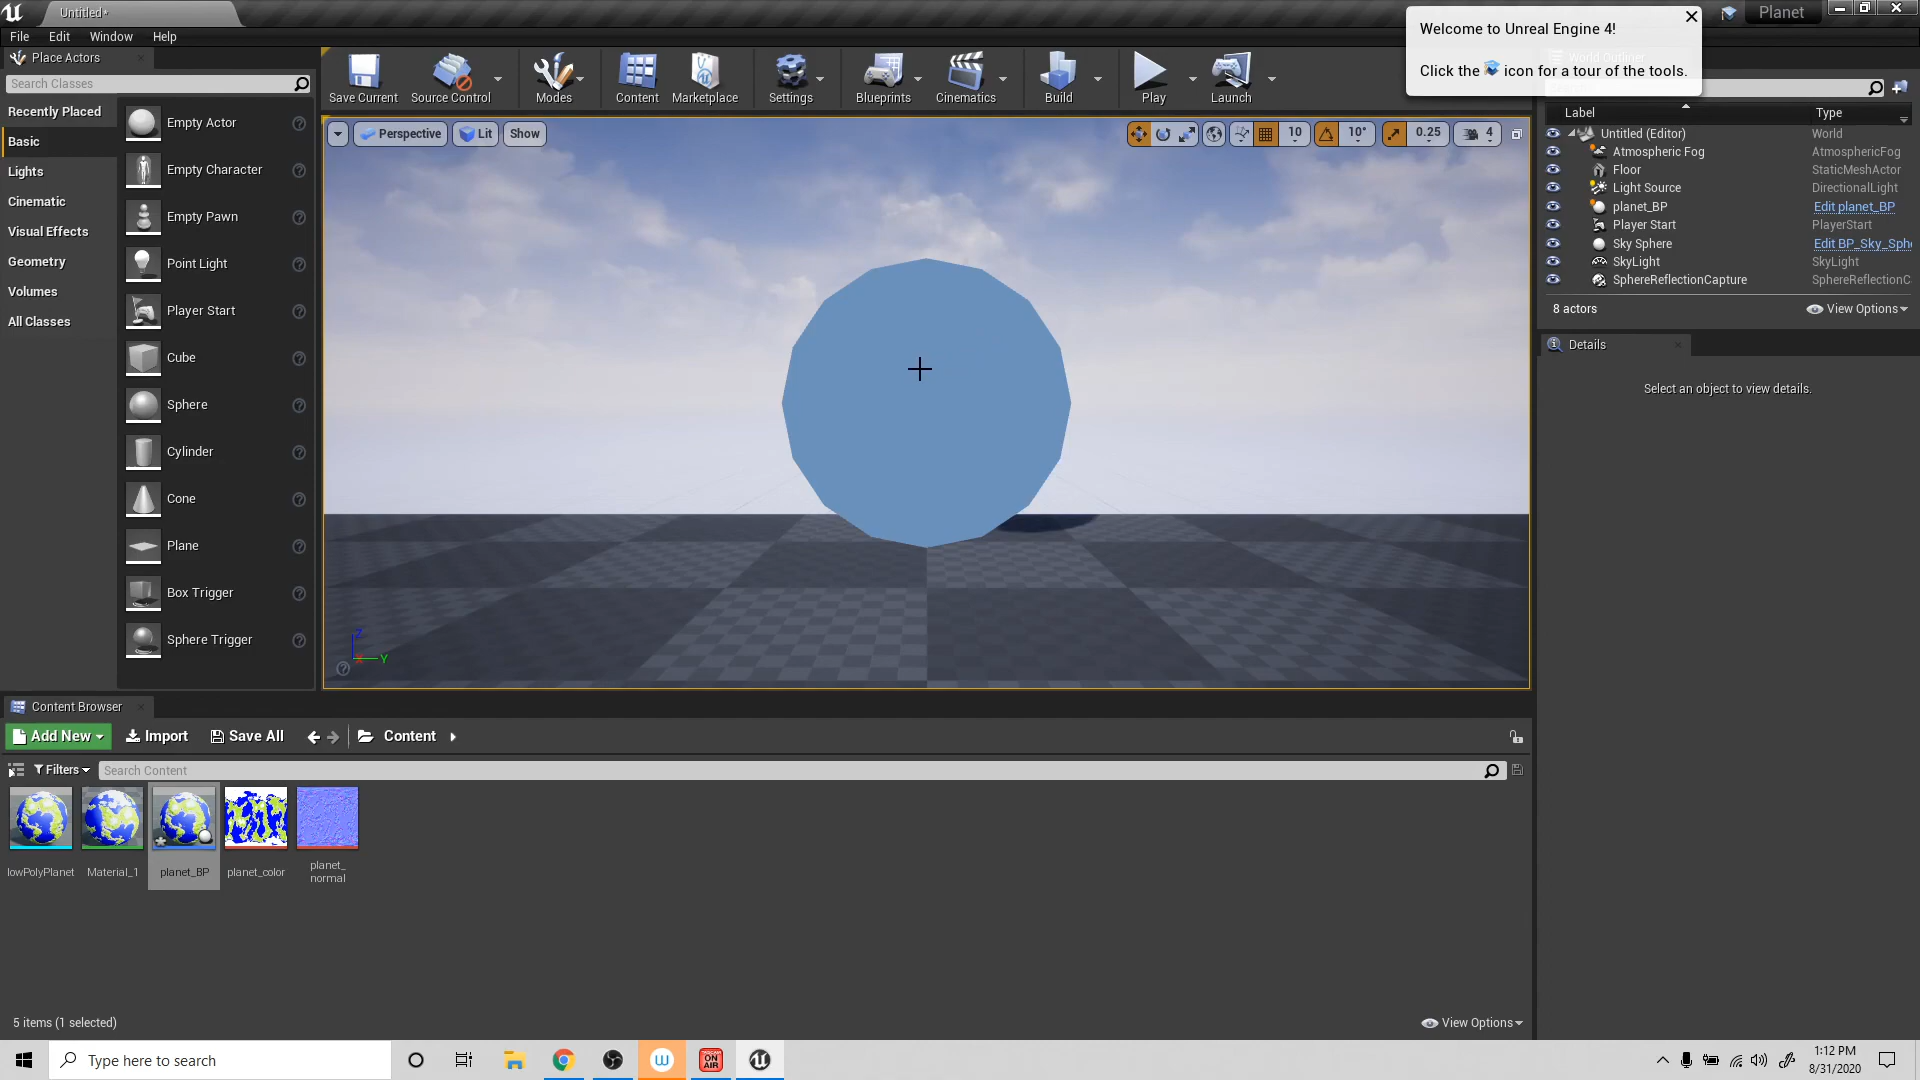 Untitled*
Planet
File Edit Window Help
Welcome to Unreal Engine 4!
Click the icon for a tour of the tools.
Place Actors
Search Classes
Recently Placed
Basic
Lights
Cinematic
Visual Effects
Geometry
Volumes
All Classes
Empty Actor
Empty Character
Empty Pawn
Point Light
Player Start
Cube
Sphere
Cylinder
Cone
Plane
Box Trigger
Sphere Trigger
Save Current Source Control Modes Content Marketplace Settings Blueprints Cinematics Build Play Launch
Perspective Lit Show
10 10° 0.25 4
Z
X Y
World Outliner
Label Type
Untitled (Editor) World
Atmospheric Fog AtmosphericFog
Floor StaticMeshActor
Light Source DirectionalLight
planet_BP Edit planet_BP
Player Start PlayerStart
Sky Sphere Edit BP_Sky_Sph
SkyLight SkyLight
SphereReflectionCapture SphereReflectionC
8 actors View Options
Details
Select an object to view details.
Content Browser
Add New Import Save All Content
Filters Search Content
lowPolyPlanet Material_1 planet_BP planet_color planet_
normal
5 items (1 selected) View Options
Type here to search
W
ON
AIR
1:12 PM
8/31/2020